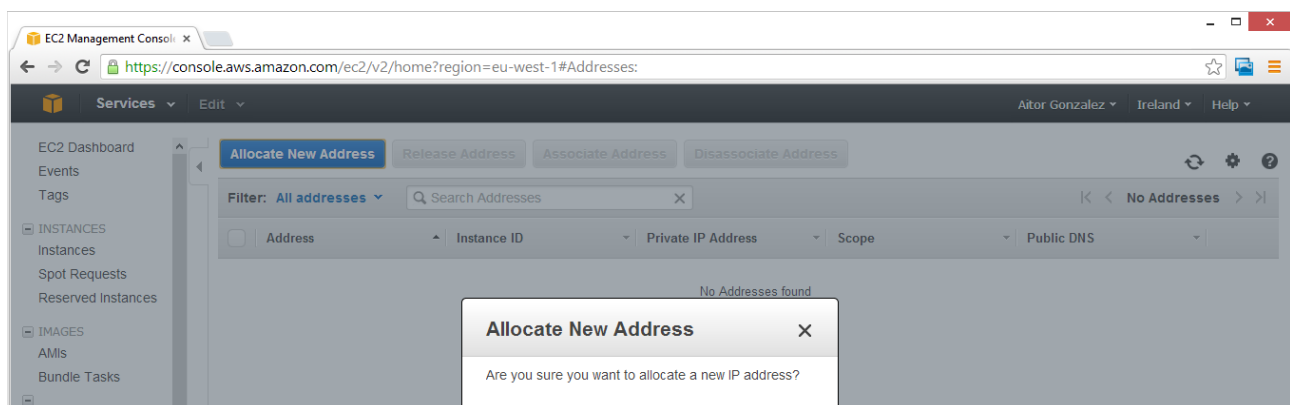 EC2 Management Consol
https://console.aws.amazon.com/ec2/v2/home?region=eu-west-1#Addresses:
Services Edit Aitor Gonzalez Ireland Help
EC2 Dashboard
Events
Tags
INSTANCES
Instances
Spot Requests
Reserved Instances
IMAGES
AMIs
Bundle Tasks
Allocate New Address Release Address Associate Address Disassociate Address
Filter: All addresses Search Addresses No Addresses
Address Instance ID Private IP Address Scope Public DNS
No Addresses found
Allocate New Address
Are you sure you want to allocate a new IP address?